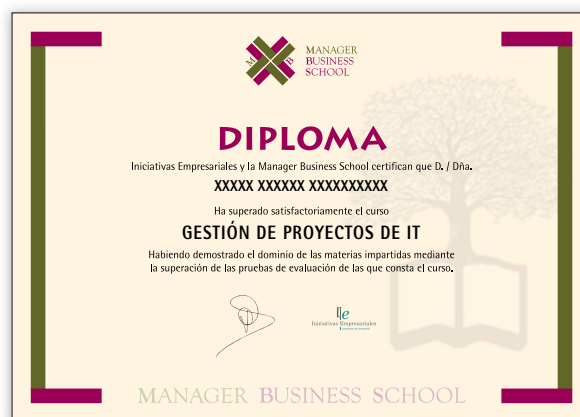 M B
MANAGER
BUSINESS
SCHOOL
DIPLOMA
Iniciativas Empresariales y la Manager Business School certifican que D. / Dña.
XXXXX XXXXXX XXXXXXXXXX
Ha superado satisfactoriamente el curso
GESTIÓN DE PROYECTOS DE IT
Habiendo demostrado el dominio de las materias impartidas mediante
la superación de las pruebas de evaluación de las que consta el curso.
Iniciativas Empresariales
MANAGER BUSINESS SCHOOL